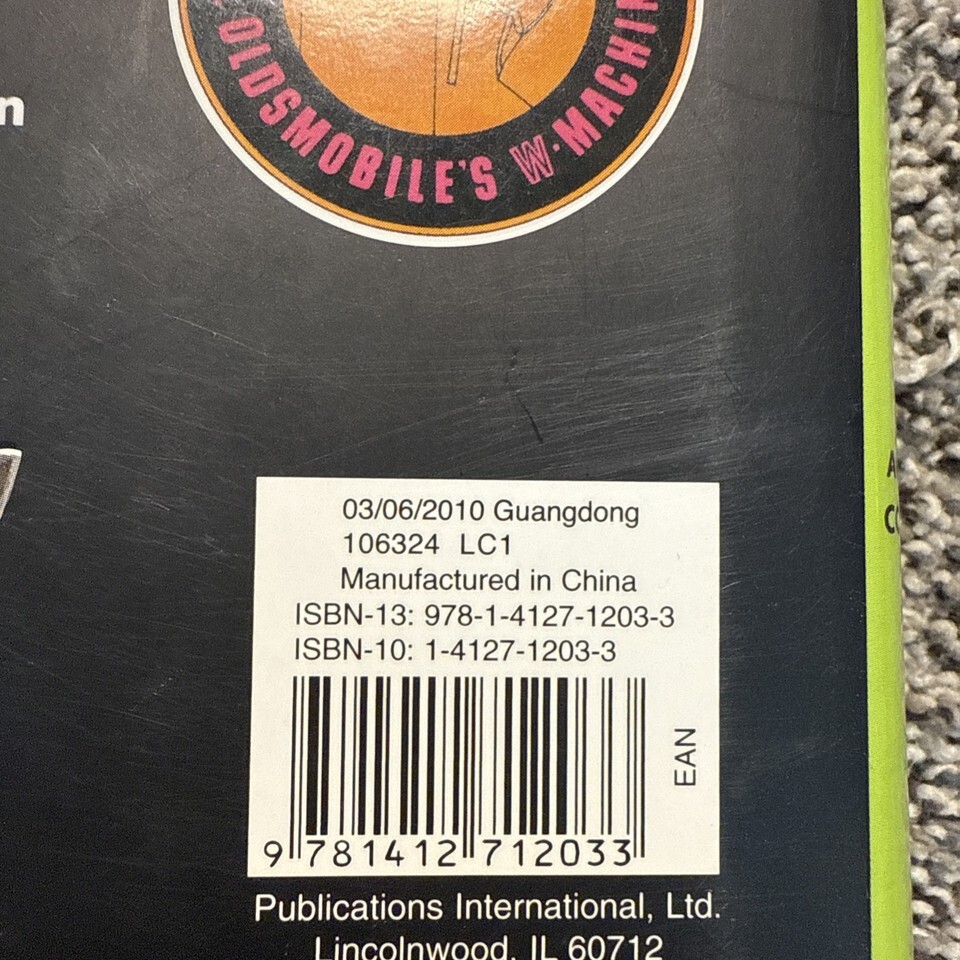 OLDSMOBILE'S W-MACHIN
n
03/06/2010 Guangdong
106324 LC1
Manufactured in China
ISBN-13: 978-1-4127-1203-3
ISBN-10: 1-4127-1203-3
EAN
9 781412 712033
Publications International, Ltd.
Lincolnwood, IL 60712